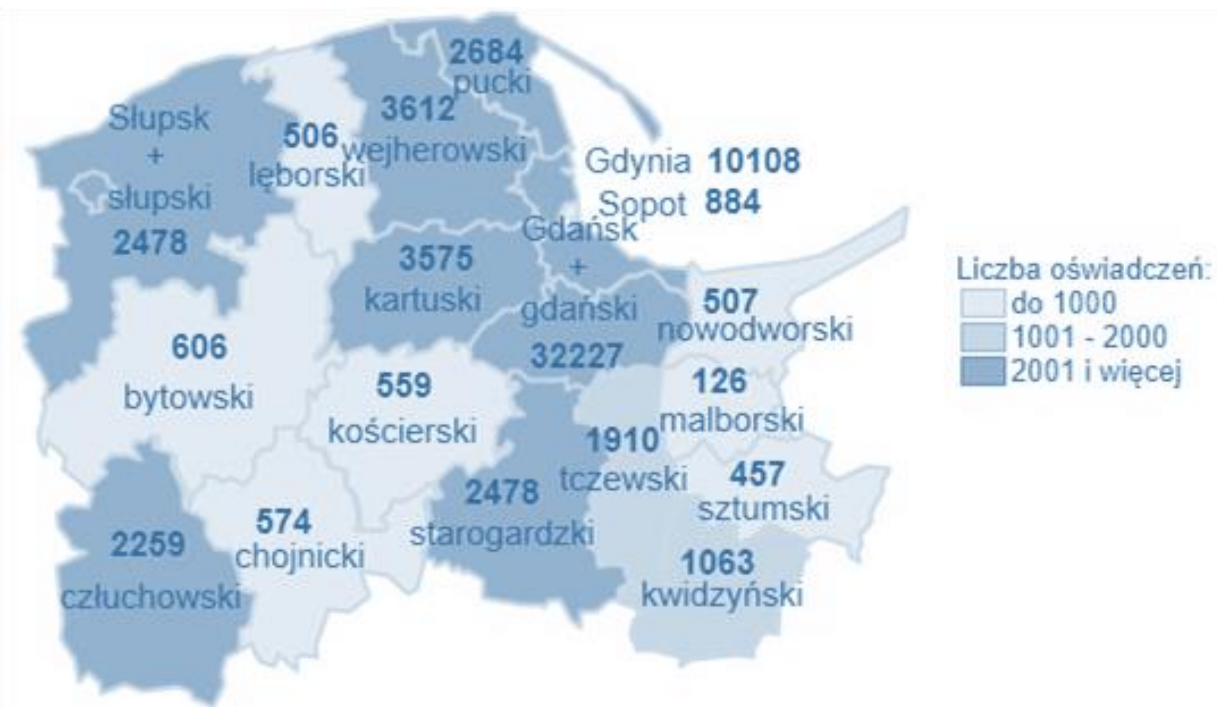 2684
pucki
Słupsk
+
słupski
2478
506
lęborski
3612
wejherowski
Gdynia 10108
Sopot 884
Gdańsk
+
gdański
32227
3575
kartuski
507
nowodworski
606
bytowski
559
kościerski
126
malborski
1910
tczewski
457
sztumski
2478
starogardzki
574
chojnicki
2259
człuchowski
1063
kwidzyński
Liczba oświadczeń:
do 1000
1001 - 2000
2001 i więcej